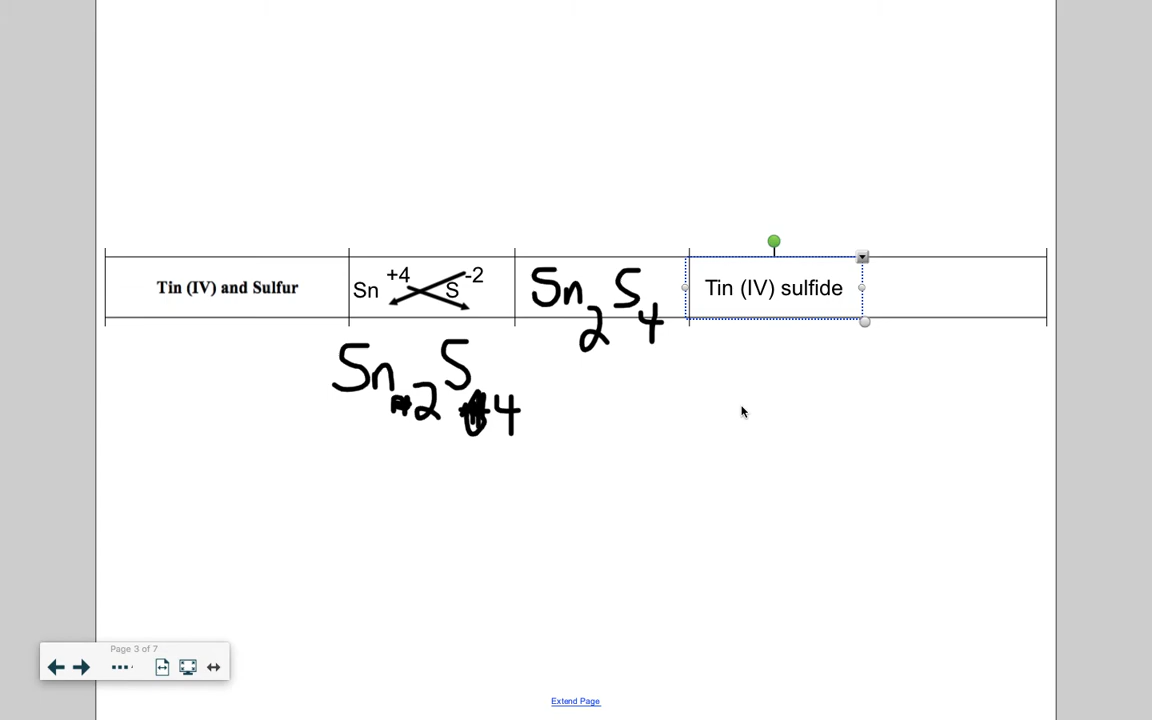 Tin (IV) and Sulfur Sn +4 S -2 Sn2S4 Tin (IV) sulfide
Sn2S4
Page 3 of 7
Extend Page